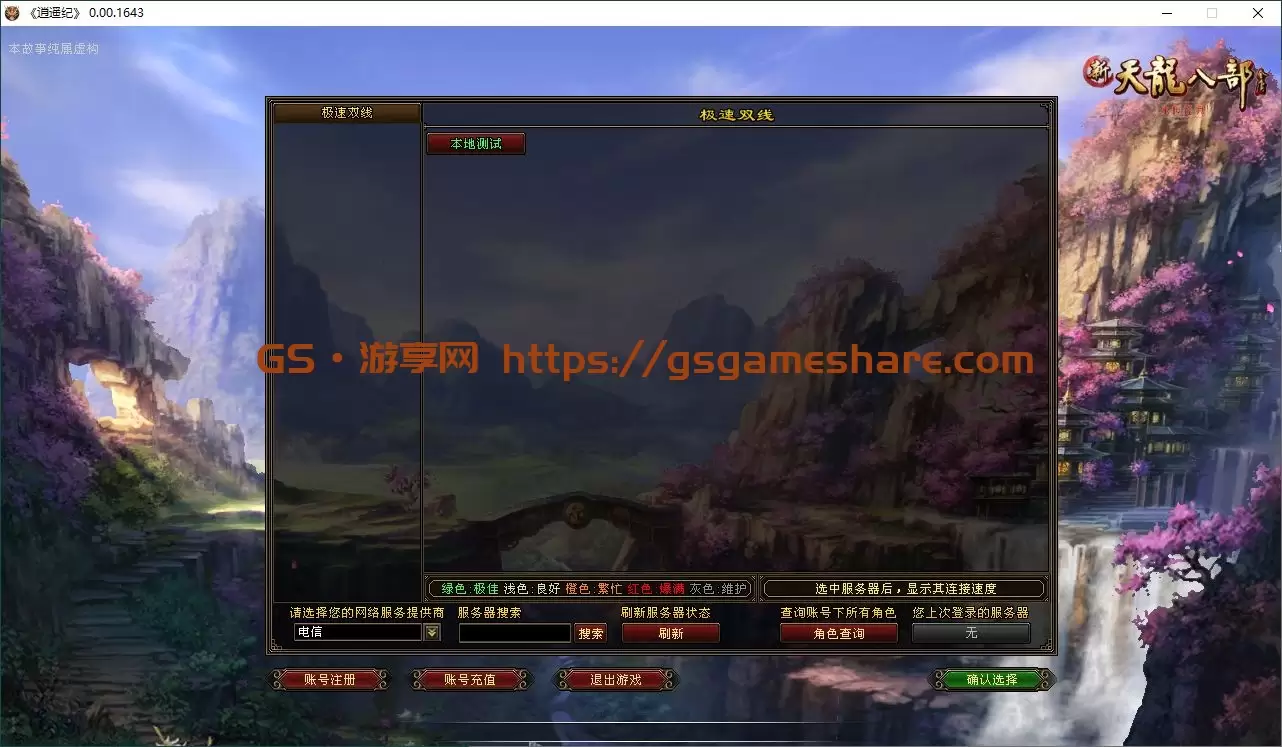 《逍遥纪》 0.00.1643
本故事纯属虚构
新天龍八部
极速双线
极速双线
本地测试
GS·游享网 https://gsgameshare.com
绿色:极佳 浅色:良好 橙色:繁忙 红色:爆满 灰色:维护
选中服务器后，显示其连接速度
请选择您的网络服务提供商 服务器搜索 刷新服务器状态 查询账号下所有角色 您上次登录的服务器
电信 搜索 刷新 角色查询 无
账号注册 账号充值 退出游戏 确认选择